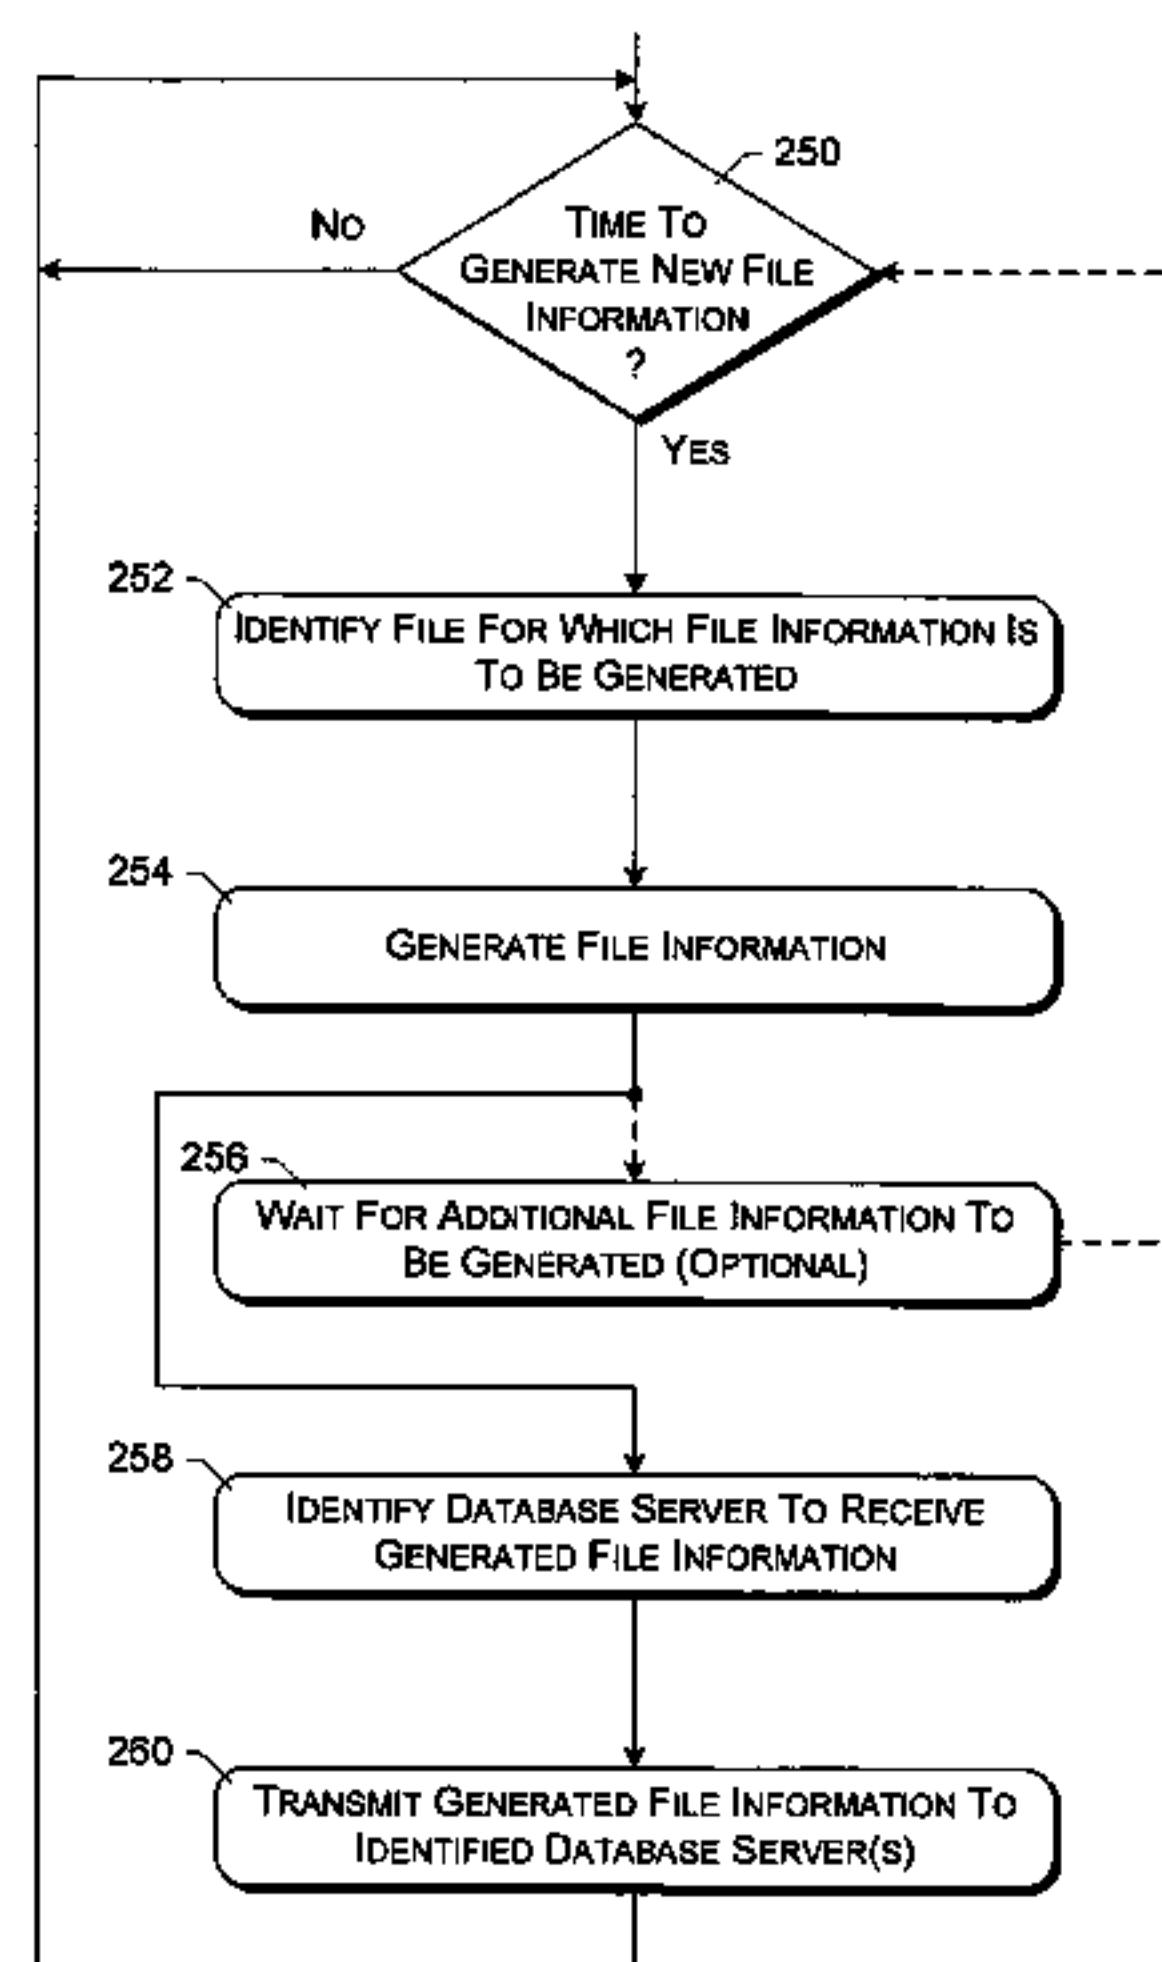 250
NO
TIME TO
GENERATE NEW FILE
INFORMATION
?
YES
252
IDENTIFY FILE FOR WHICH FILE INFORMATION IS
TO BE GENERATED
254
GENERATE FILE INFORMATION
256
WAIT FOR ADDITIONAL FILE INFORMATION TO
BE GENERATED (OPTIONAL)
258
IDENTIFY DATABASE SERVER TO RECEIVE
GENERATED FILE INFORMATION
260
TRANSMIT GENERATED FILE INFORMATION TO
IDENTIFIED DATABASE SERVER(S)